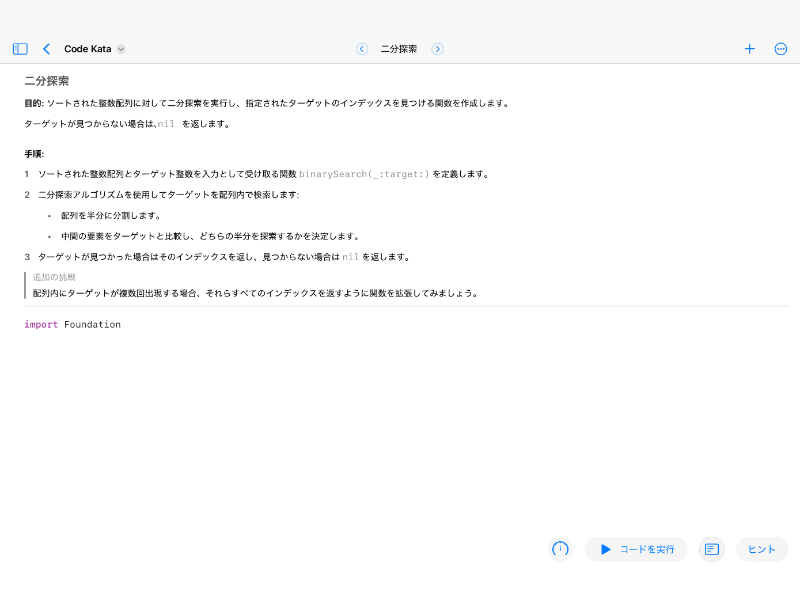 Code Kata
二分探索
二分探索
目的: ソートされた整数配列に対して二分探索を実行し、指定されたターゲットのインデックスを見つける関数を作成します。
ターゲットが見つからない場合は、nil を返します。
手順:
1 ソートされた整数配列とターゲット整数を入力として受け取る関数 binarySearch(_:target:) を定義します。
2 二分探索アルゴリズムを使用してターゲットを配列内で検索します:
• 配列を半分に分割します。
• 中間の要素をターゲットと比較し、どちらの半分を探索するかを決定します。
3 ターゲットが見つかった場合はそのインデックスを返し、見つからない場合は nil を返します。
追加の挑戦
配列内にターゲットが複数回出現する場合、それらすべてのインデックスを返すように関数を拡張してみましょう。
import Foundation
コードを実行
ヒント